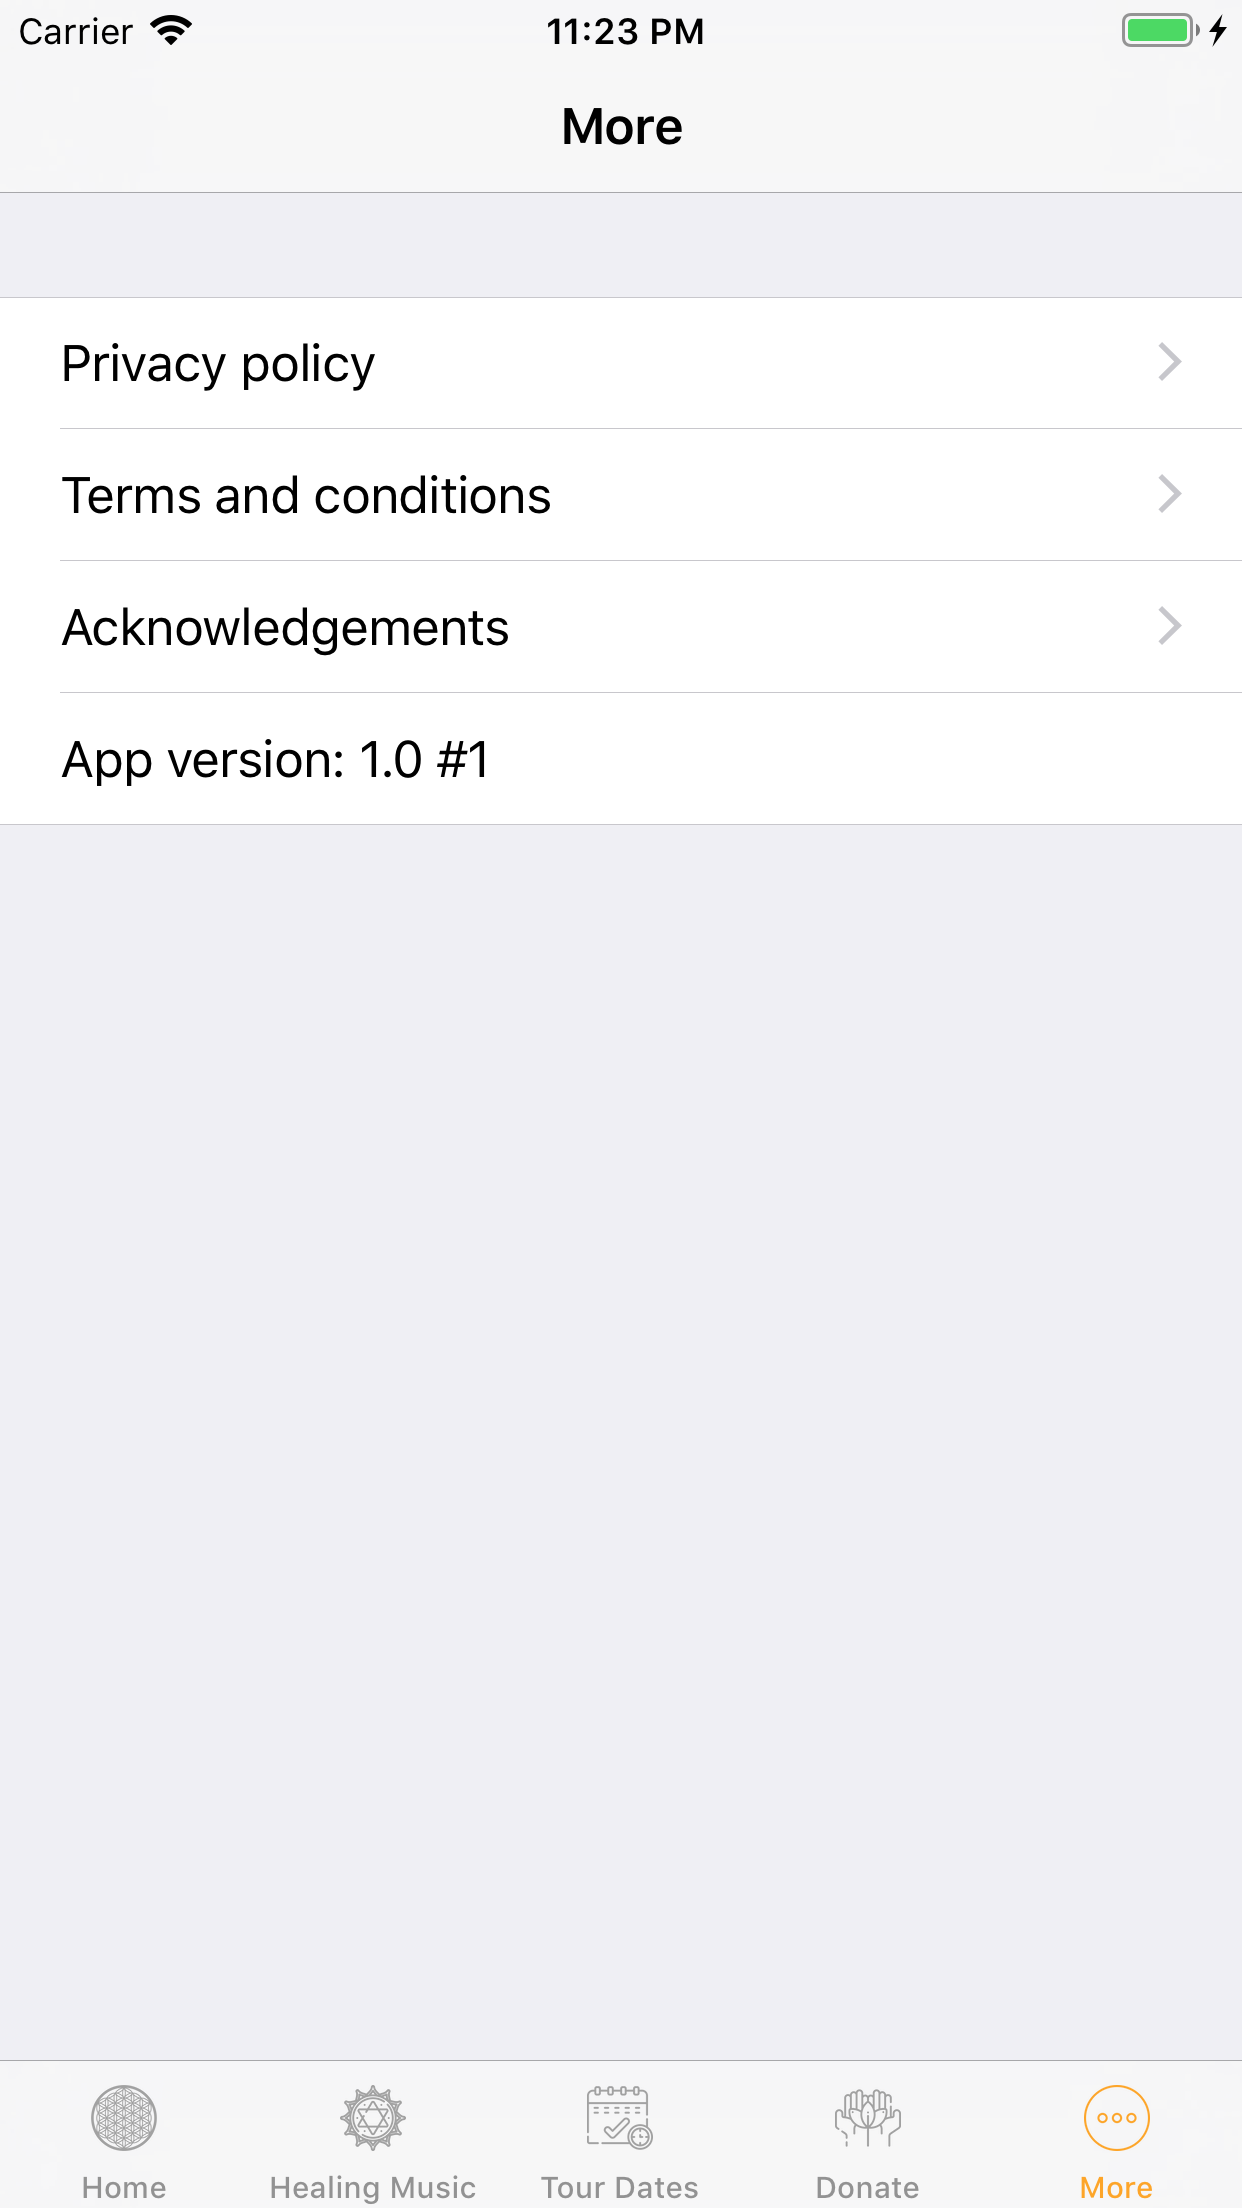 Carrier 11:23 PM
More
Privacy policy
Terms and conditions
Acknowledgements
App version: 1.0 #1
Home Healing Music Tour Dates Donate More